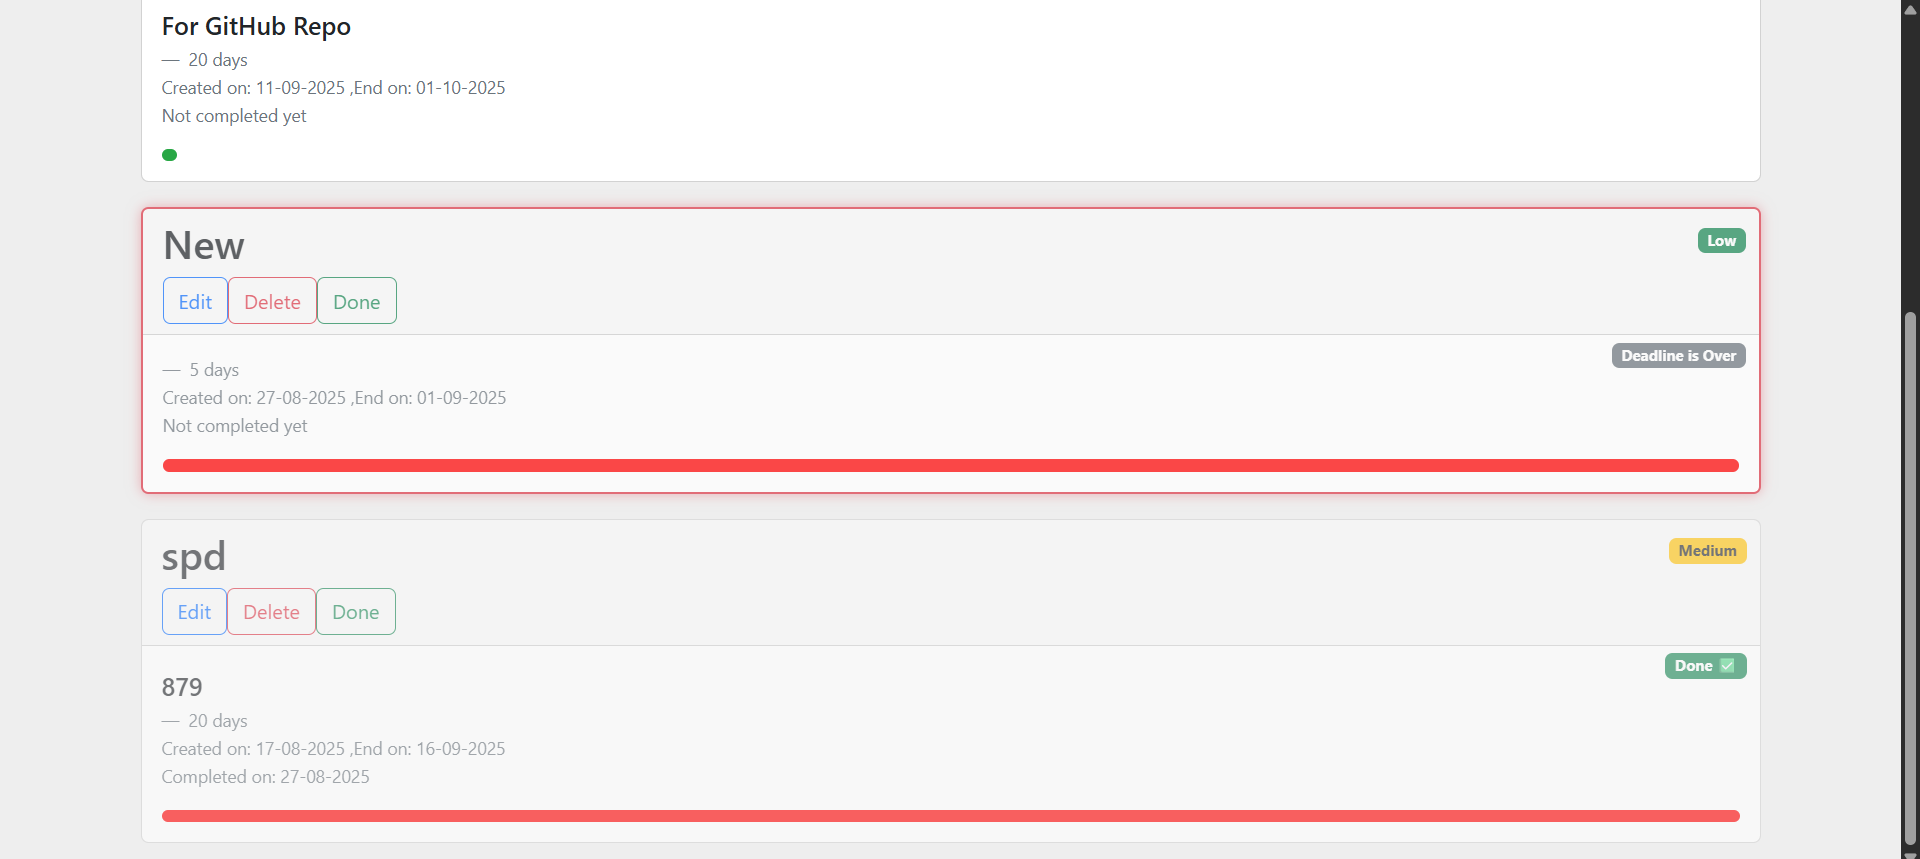 For GitHub Repo
— 20 days
Created on: 11-09-2025 ,End on: 01-10-2025
Not completed yet
New
Low
Edit Delete Done
Deadline is Over
— 5 days
Created on: 27-08-2025 ,End on: 01-09-2025
Not completed yet
spd
Medium
Edit Delete Done
Done ✅
879
— 20 days
Created on: 17-08-2025 ,End on: 16-09-2025
Completed on: 27-08-2025